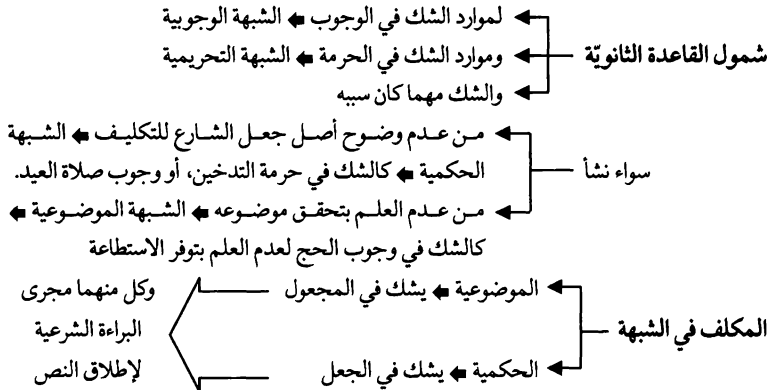 لموارد الشك في الوجوب ⬅ الشبهة الوجوبية
شمول القاعدة الثانويّة
وموارد الشك في الحرمة ⬅ الشبهة التحريمية
والشك مهما كان سببه
من عدم وضوح أصل جعل الشارع للتكليف ⬅ الشبهة
سواء نشأ
الحكمية ⬅ كالشك في حرمة التدخين، أو وجوب صلاة العيد.
من عدم العلم بتحقق موضوعه ⬅ الشبهة الموضوعية ⬅
كالشك في وجوب الحج لعدم العلم بتوفر الاستطاعة
المكلف في الشبهة
الموضوعية ⬅ يشك في المجعول
الحكمية ⬅ يشك في الجعل
وكل منهما مجرى
البراءة الشرعية
لإطلاق النص